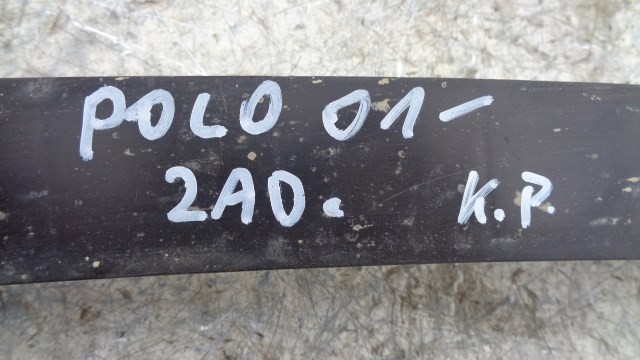 POLO 01-
2AD. K.P.